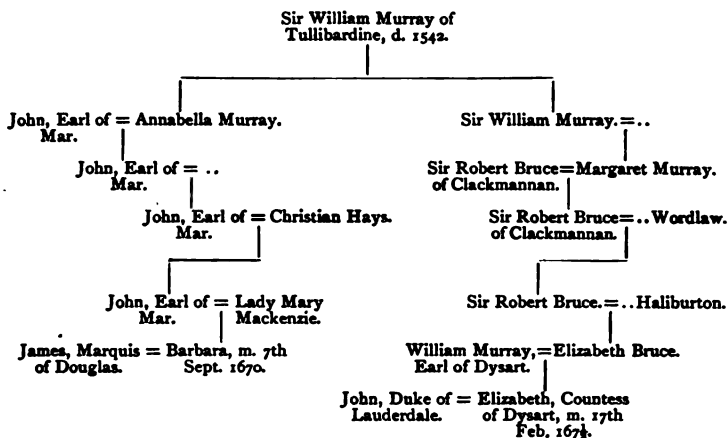 Sir William Murray of
Tullibardine, d. 1542.
John, Earl of = Annabella Murray.
Mar.
Sir William Murray.=..
John, Earl of = ..
Mar.
Sir Robert Bruce=Margaret Murray.
of Clackmannan.
John, Earl of = Christian Hays.
Mar.
Sir Robert Bruce=..Wordlaw.
of Clackmannan.
John, Earl of = Lady Mary
Mar. Mackenzie.
Sir Robert Bruce.=..Haliburton.
James, Marquis = Barbara, m. 7th
of Douglas. Sept. 1670.
William Murray,=Elizabeth Bruce.
Earl of Dysart.
John, Duke of = Elizabeth, Countess
Lauderdale. of Dysart, m. 17th
Feb. 167½.